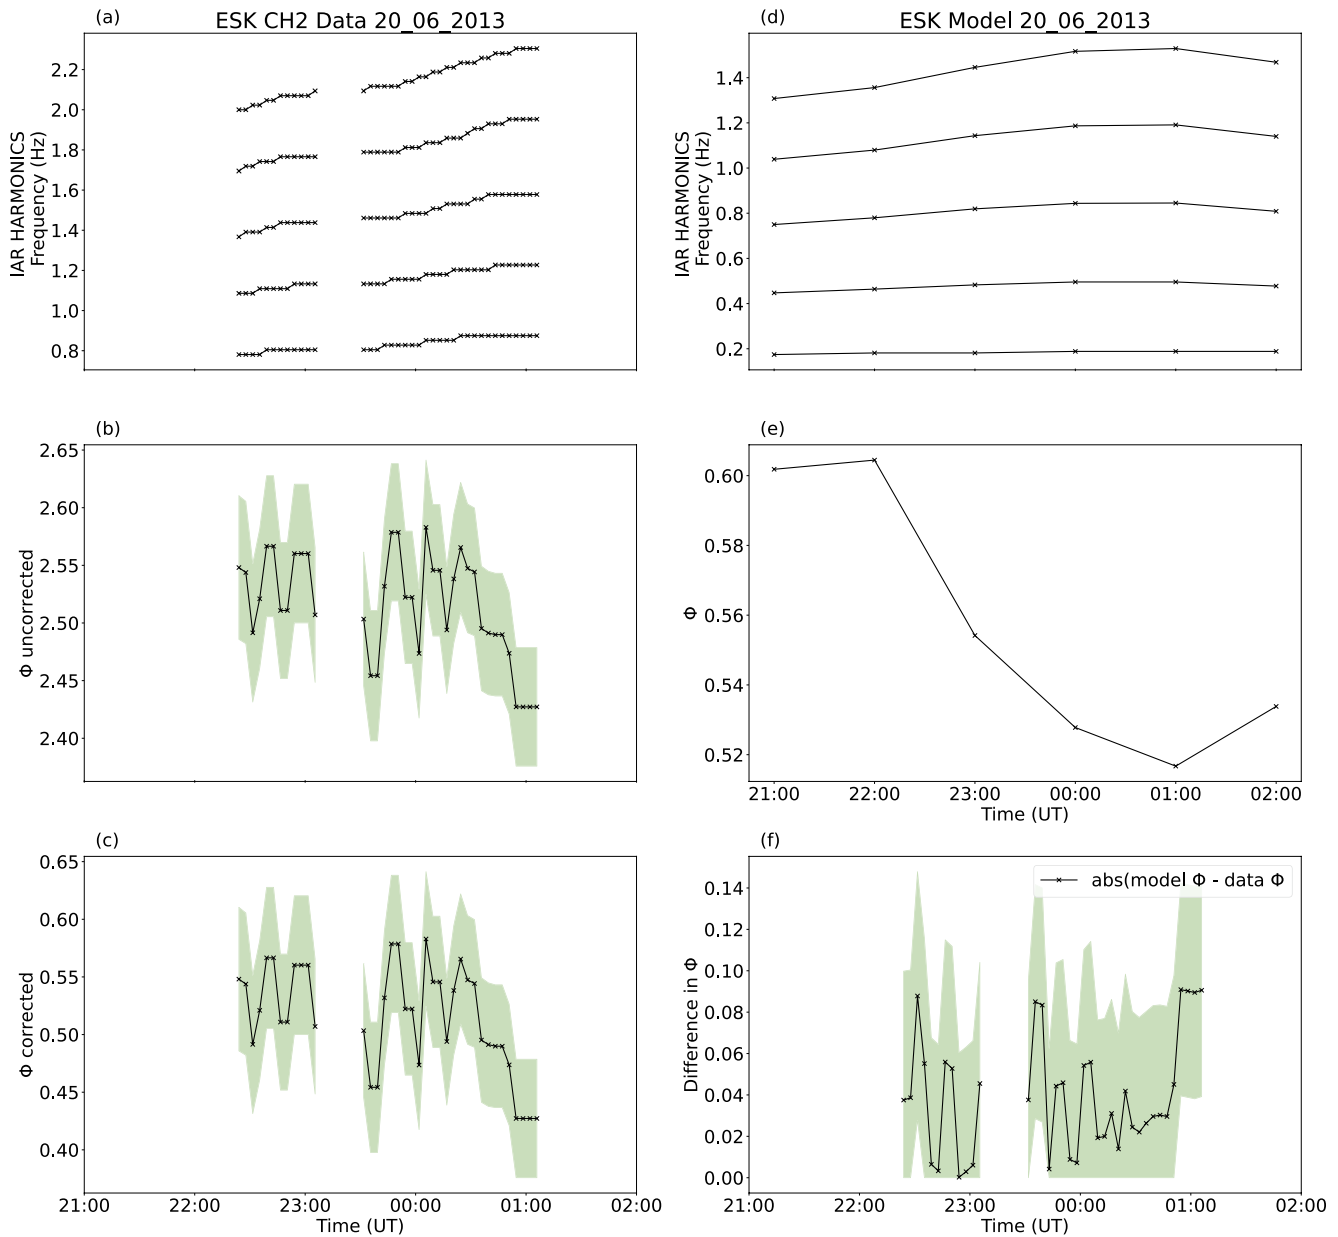 (a)
ESK CH2 Data 20_06_2013
IAR HARMONICS
Frequency (Hz)
2.2
2.0
1.8
1.6
1.4
1.2
1.0
0.8
(d)
ESK Model 20_06_2013
IAR HARMONICS
Frequency (Hz)
1.4
1.2
1.0
0.8
0.6
0.4
0.2
(b)
Φ uncorrected
2.65
2.60
2.55
2.50
2.45
2.40
(e)
Φ
0.60
0.58
0.56
0.54
0.52
21:00 22:00 23:00 00:00 01:00 02:00
Time (UT)
(c)
Φ corrected
0.65
0.60
0.55
0.50
0.45
0.40
21:00 22:00 23:00 00:00 01:00 02:00
Time (UT)
(f)
abs(model Φ - data Φ
Difference in Φ
0.14
0.12
0.10
0.08
0.06
0.04
0.02
0.00
21:00 22:00 23:00 00:00 01:00 02:00
Time (UT)